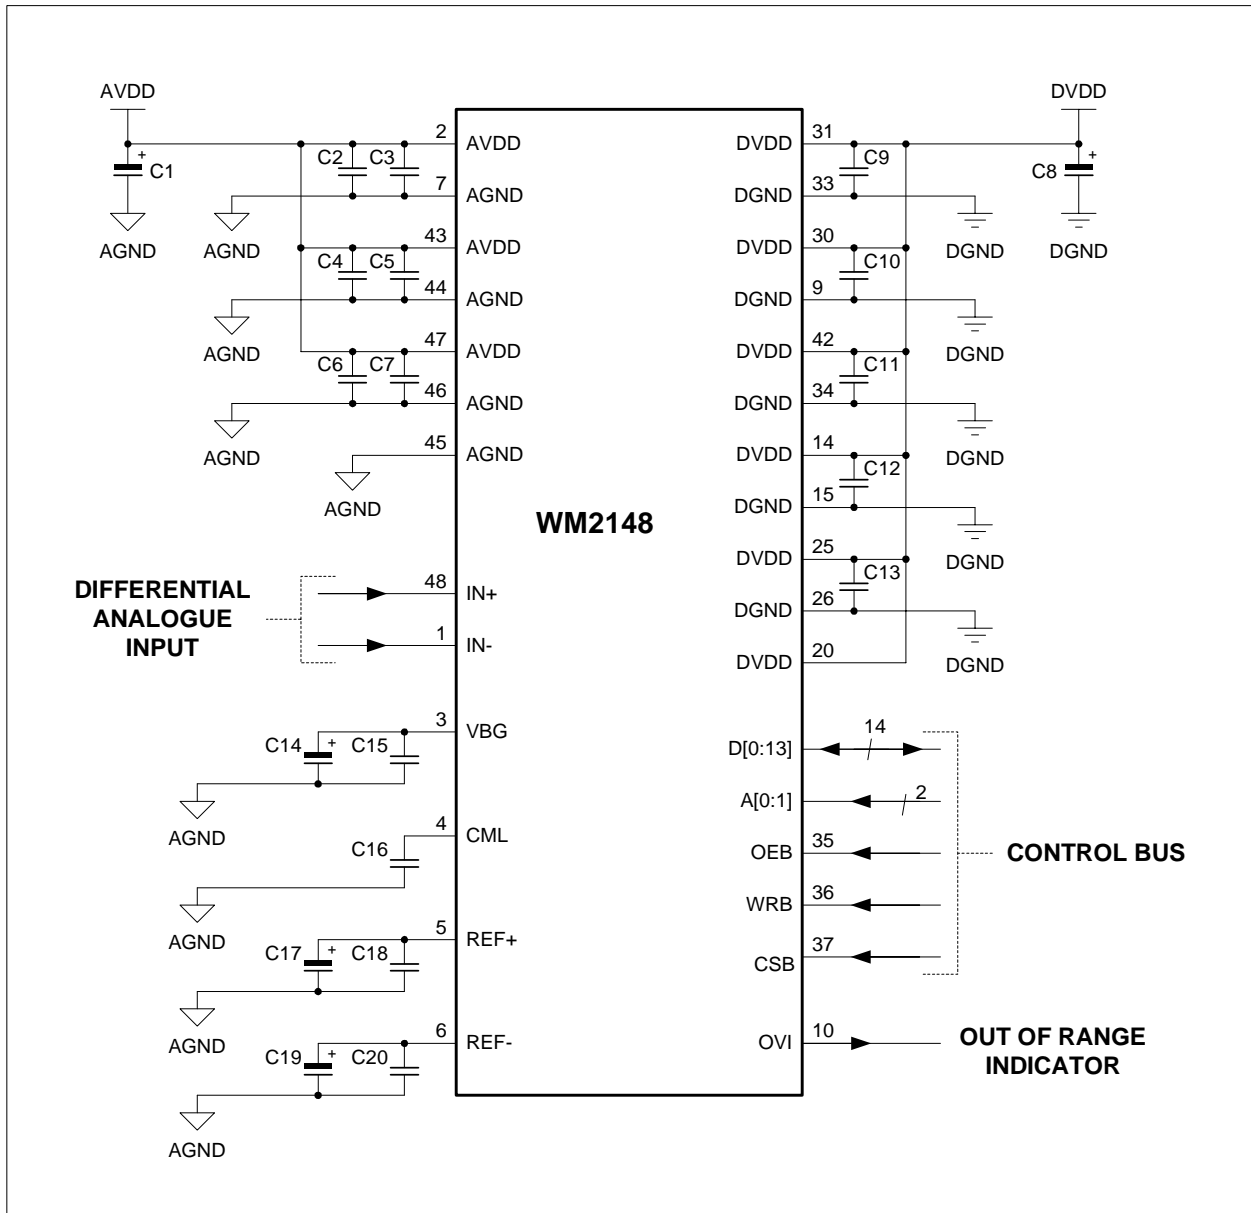 AVDD
DVDD
2
AVDD
DVDD
31
+
C1
C2
C3
C9
C8
+
7
AGND
DGND
33
AGND
AGND
DGND
DGND
43
AVDD
DVDD
30
C4
C5
C10
44
AGND
DGND
9
AGND
DGND
47
AVDD
DVDD
42
C6
C7
C11
46
AGND
DGND
34
AGND
DGND
45
AGND
DVDD
14
C12
AGND
DGND
15
WM2148
DGND
DVDD
25
C13
DIFFERENTIAL
ANALOGUE
INPUT
48
IN+
DGND
26
1
IN-
DVDD
20
DGND
3
VBG
D[0:13]
14
C14
+
C15
A[0:1]
2
AGND
4
CML
OEB
35
CONTROL BUS
C16
WRB
36
AGND
5
REF+
CSB
37
C17
+
C18
AGND
6
REF-
OVI
10
OUT OF RANGE
INDICATOR
C19
+
C20
AGND